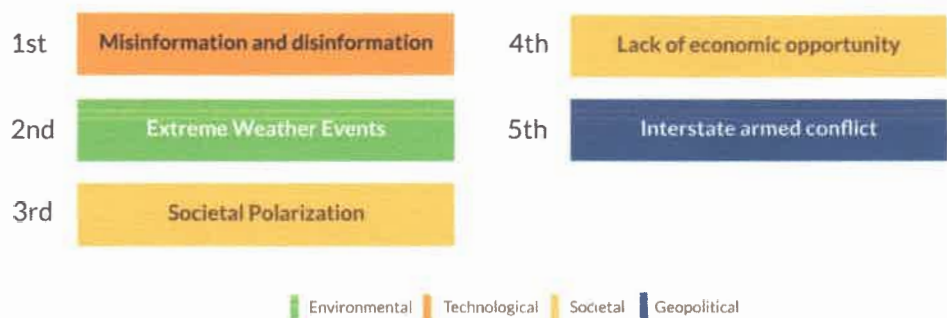 1st
Misinformation and disinformation
2nd
Extreme Weather Events
3rd
Societal Polarization
4th
Lack of economic opportunity
5th
Interstate armed conflict
Environmental
Technological
Societal
Geopolitical